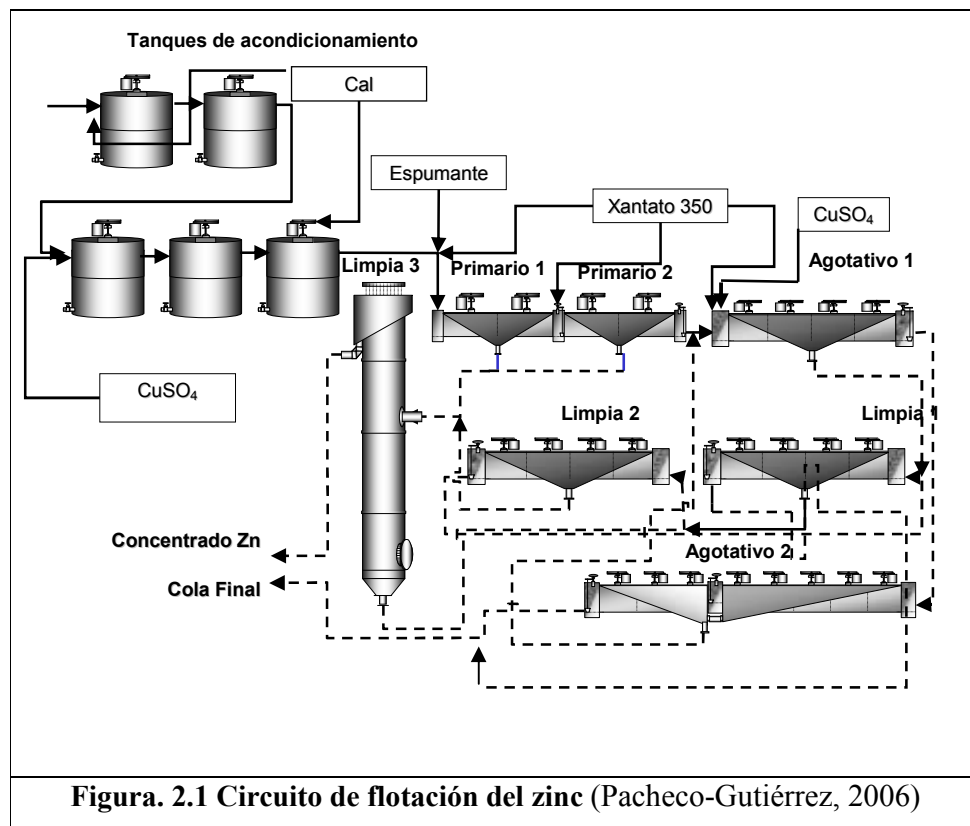 Tanques de acondicionamiento
Cal
Espumante
Xantato 350
CuSO₄
Limpia 3
Primario 1
Primario 2
Agotativo 1
CuSO₄
Limpia 2
Limpia 1
Concentrado Zn
Agotativo 2
Cola Final
Figura. 2.1 Circuito de flotación del zinc (Pacheco-Gutiérrez, 2006)